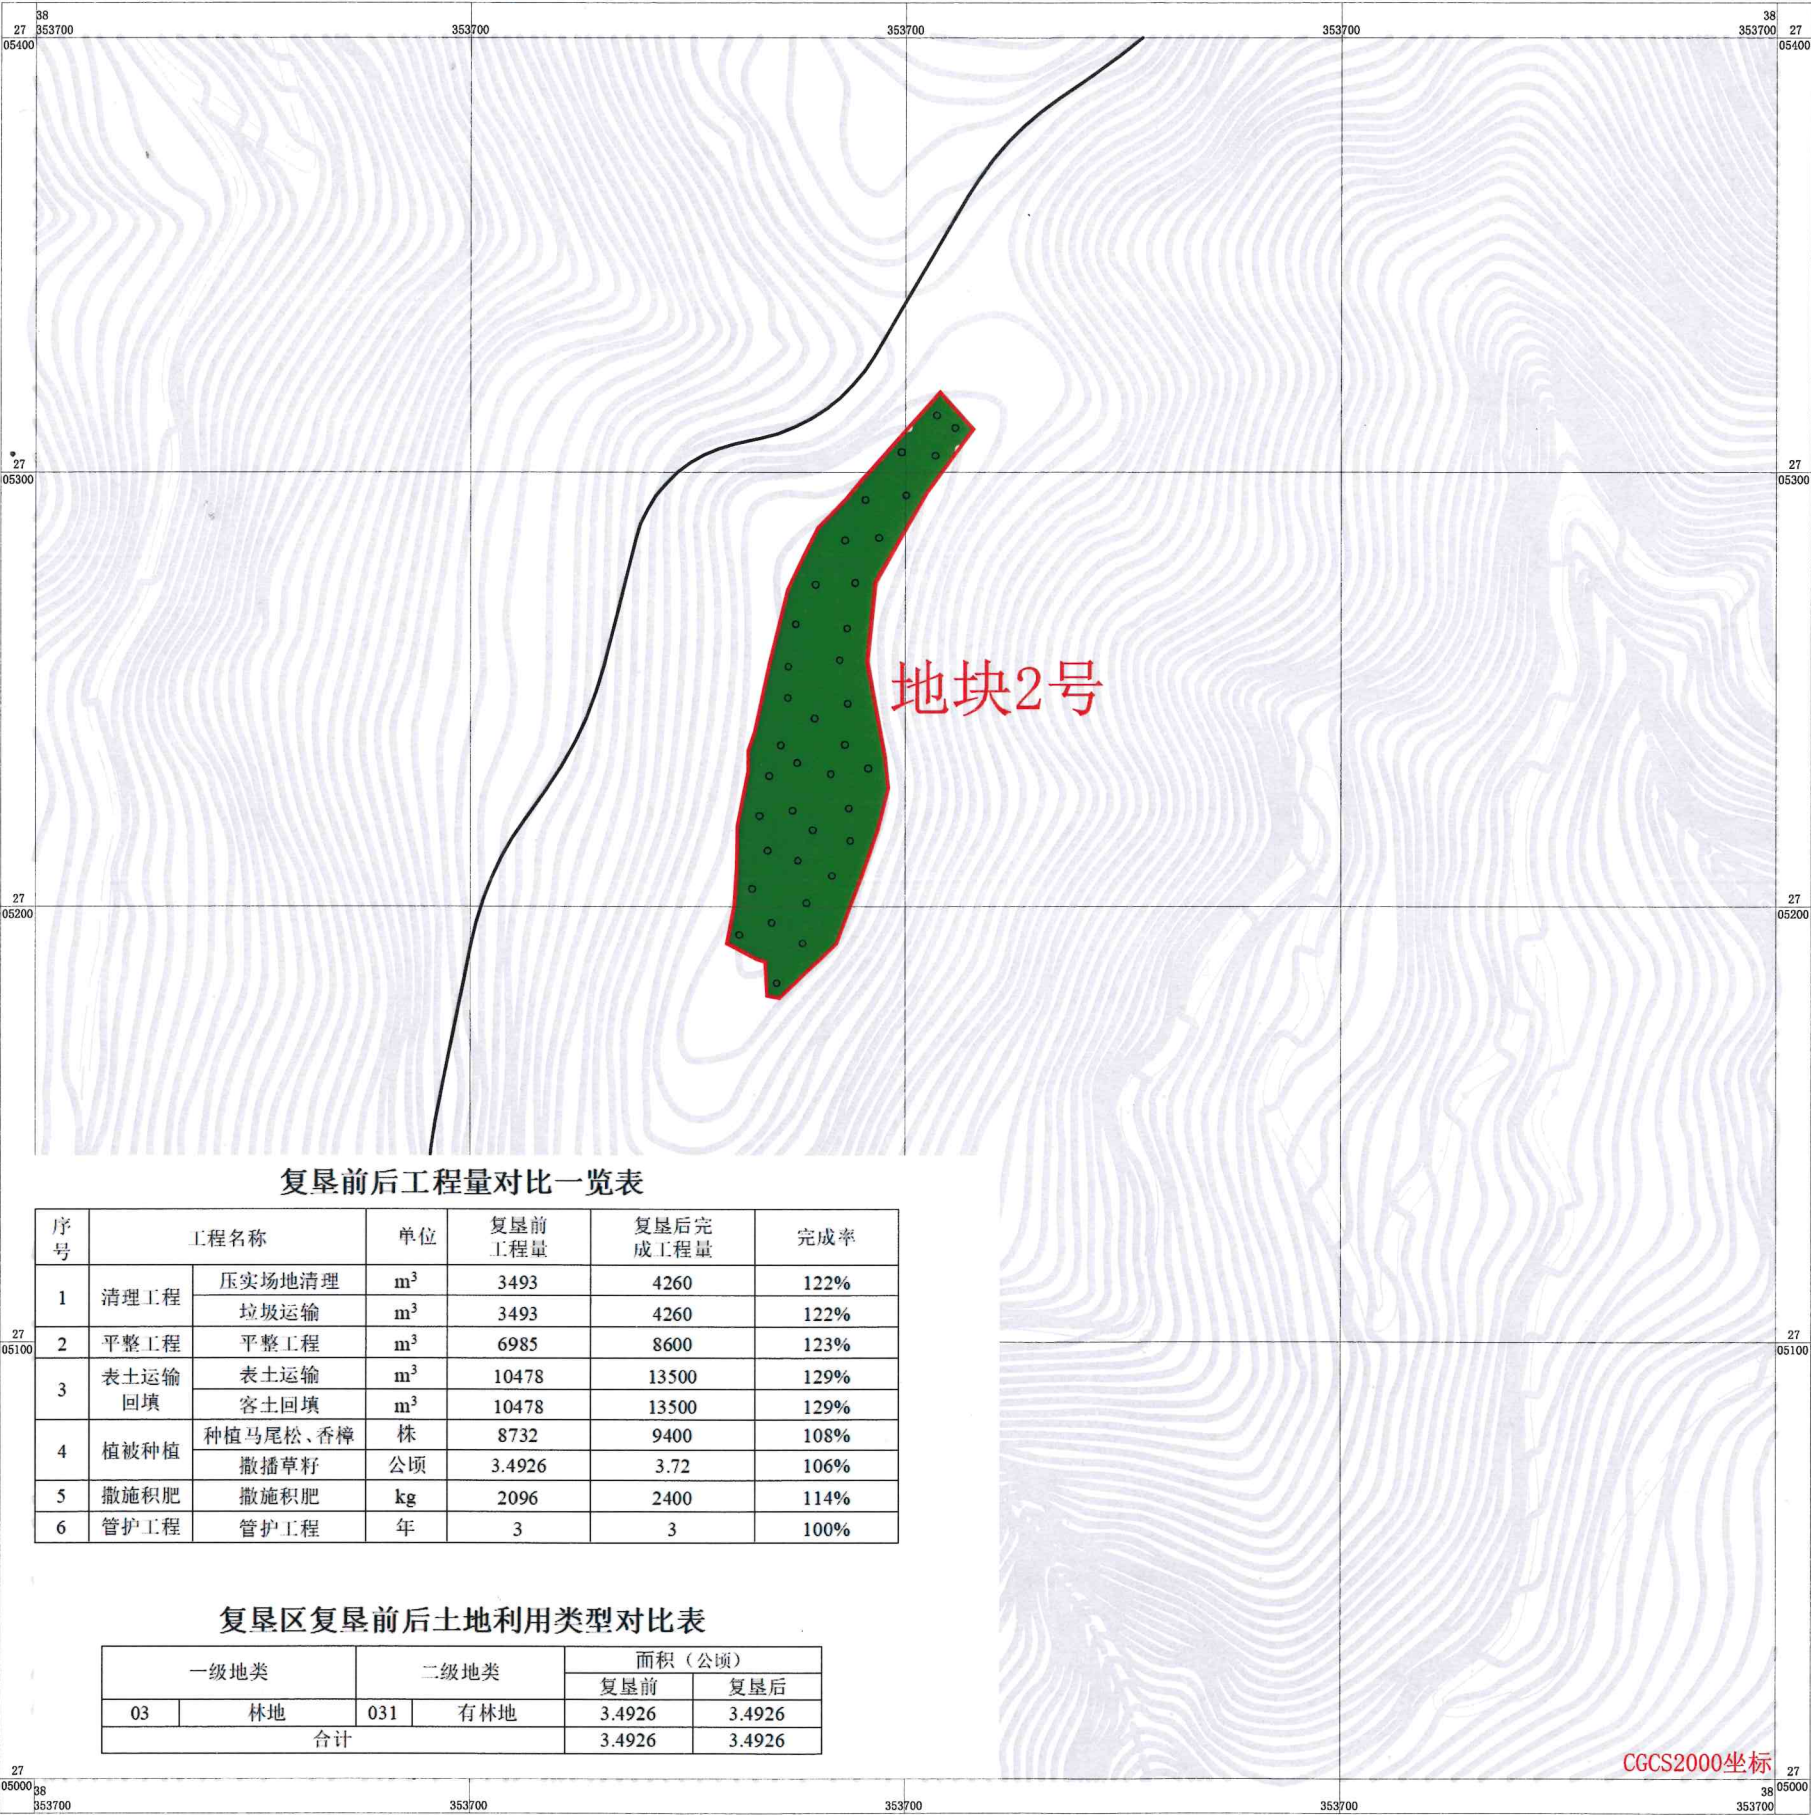 38 38
27 353700 353700 353700 353700 353700 27
05400 05400
27 27
05300 05300
地块2号
27 27
05200 05200
复垦前后工程量对比一览表
序号 工程名称 单位 复垦前工程量 复垦后完成工程量 完成率
1 清理工程 压实场地清理 m³ 3493 4260 122%
垃圾运输 m³ 3493 4260 122%
2 平整工程 平整工程 m³ 6985 8600 123%
3 表土运输回填 表土运输 m³ 10478 13500 129%
客土回填 m³ 10478 13500 129%
4 植被种植 种植马尾松、香樟 株 8732 9400 108%
撒播草籽 公顷 3.4926 3.72 106%
5 撒施积肥 撒施积肥 kg 2096 2400 114%
6 管护工程 管护工程 年 3 3 100%
27 27
05100 05100
复垦区复垦前后土地利用类型对比表
一级地类 二级地类 面积（公顷）
复垦前 复垦后
03 林地 031 有林地 3.4926 3.4926
合计 3.4926 3.4926
CGCS2000坐标
27 27
05000 38 38 05000
353700 353700 353700 353700 353700